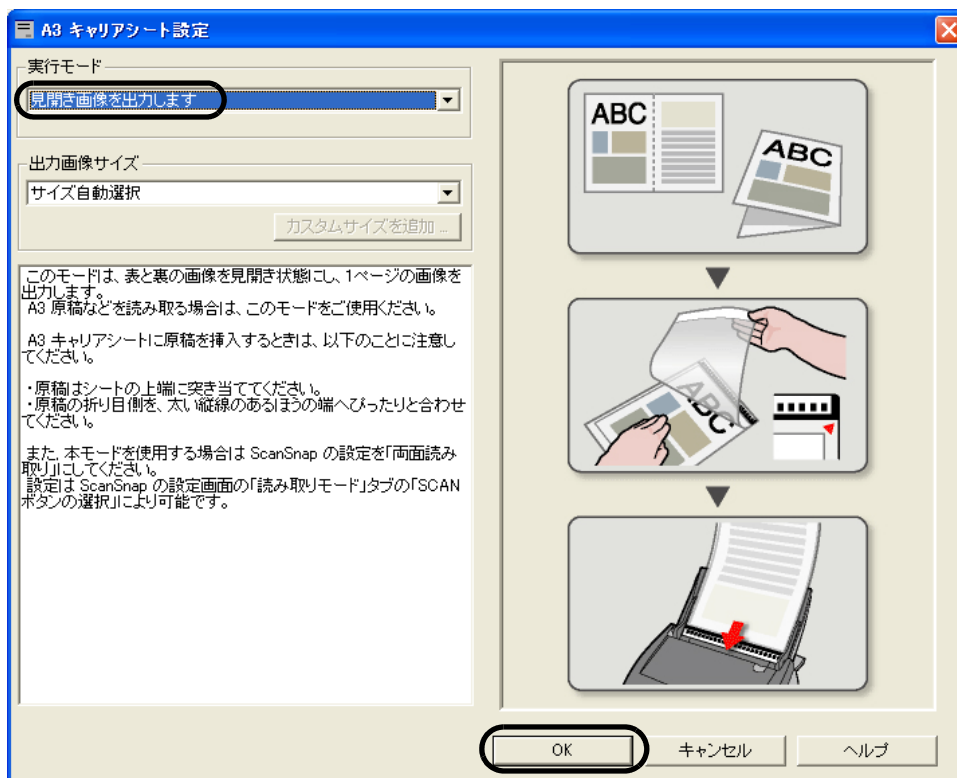 A3 キャリアシート設定
実行モード
見開き画像を出力します
出力画像サイズ
サイズ自動選択
カスタムサイズを追加 ...
このモードは、表と裏の画像を見開き状態にし、1ページの画像を
出力します。
A3 原稿などを読み取る場合は、このモードをご使用ください。
A3 キャリアシートに原稿を挿入するときは、以下のことに注意し
てください。
・原稿はシートの上端に突き当ててください。
・原稿の折り目側を、太い縦線のあるほうの端へぴったりと合わせ
てください。
また、本モードを使用する場合は ScanSnap の設定を「両面読み
取り」にしてください。
設定は ScanSnap の設定画面の「読み取りモード」タブの「SCAN
ボタンの選択」により可能です。
ABC
ABC
ABC
OK
キャンセル
ヘルプ